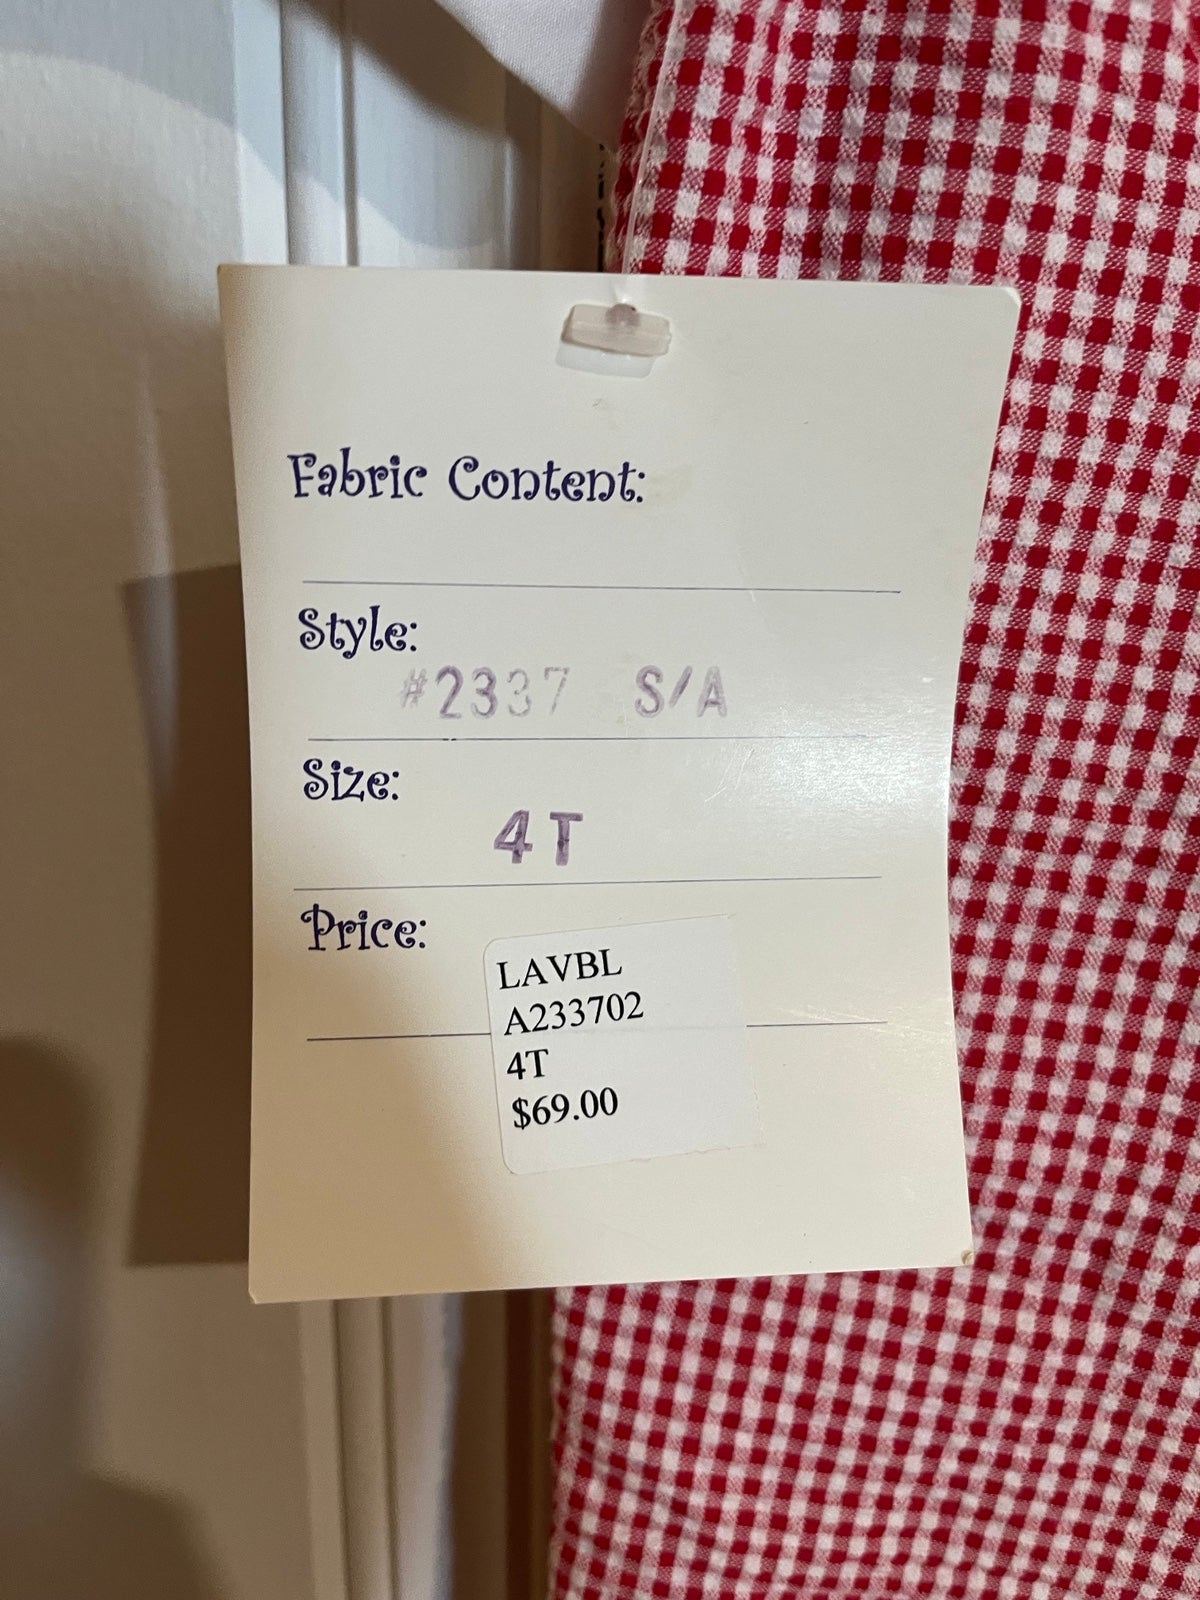 Fabric Content:
Style:
#2337 S/A
Size:
4T
Price:
LAVBL
A233702
4T
$69.00